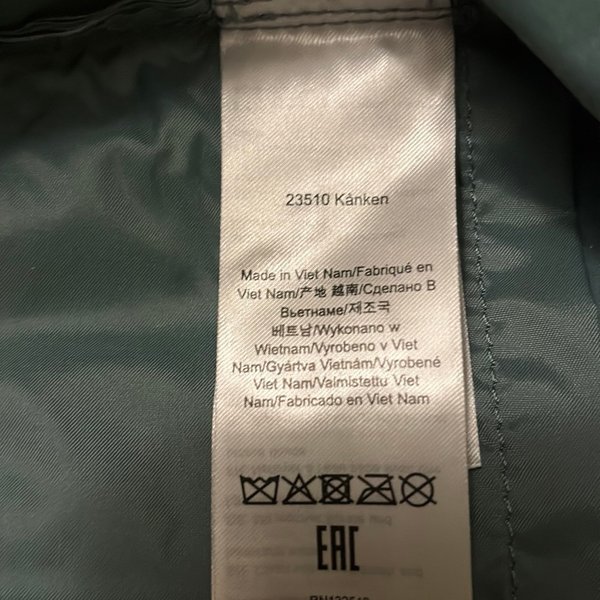 23510 Kånken
Made in Viet Nam/Fabriqué en
Viet Nam/产地 越南/Сделано В
Вьетнаме/제조국
베트남/Wykonano w
Wietnam/Vyrobeno v Viet
Nam/Gyártva Vietnám/Vyrobené
Viet Nam/Valmistettu Viet
Nam/Fabricado en Viet Nam
EAC